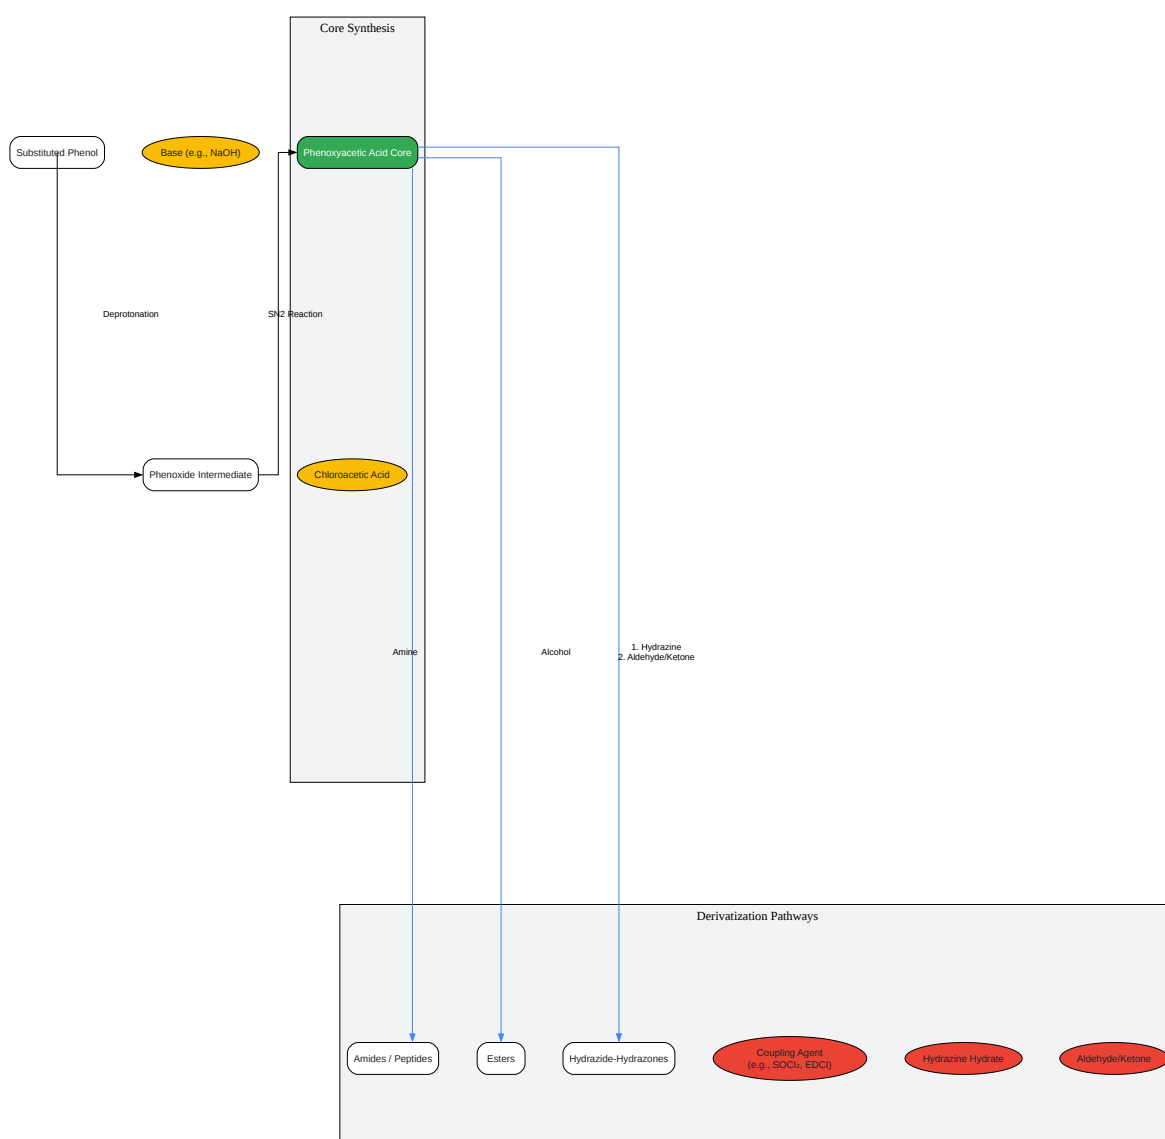 Core Synthesis
Substituted Phenol
Base (e.g., NaOH)
Phenoxyacetic Acid Core
Deprotonation
SN2 Reaction
Phenoxide Intermediate
Chloroacetic Acid
Amine
Alcohol
1. Hydrazine
2. Aldehyde/Ketone
Derivatization Pathways
Amides / Peptides
Esters
Hydrazide-Hydrazones
Coupling Agent
(e.g., SOCl₂, EDCI)
Hydrazine Hydrate
Aldehyde/Ketone